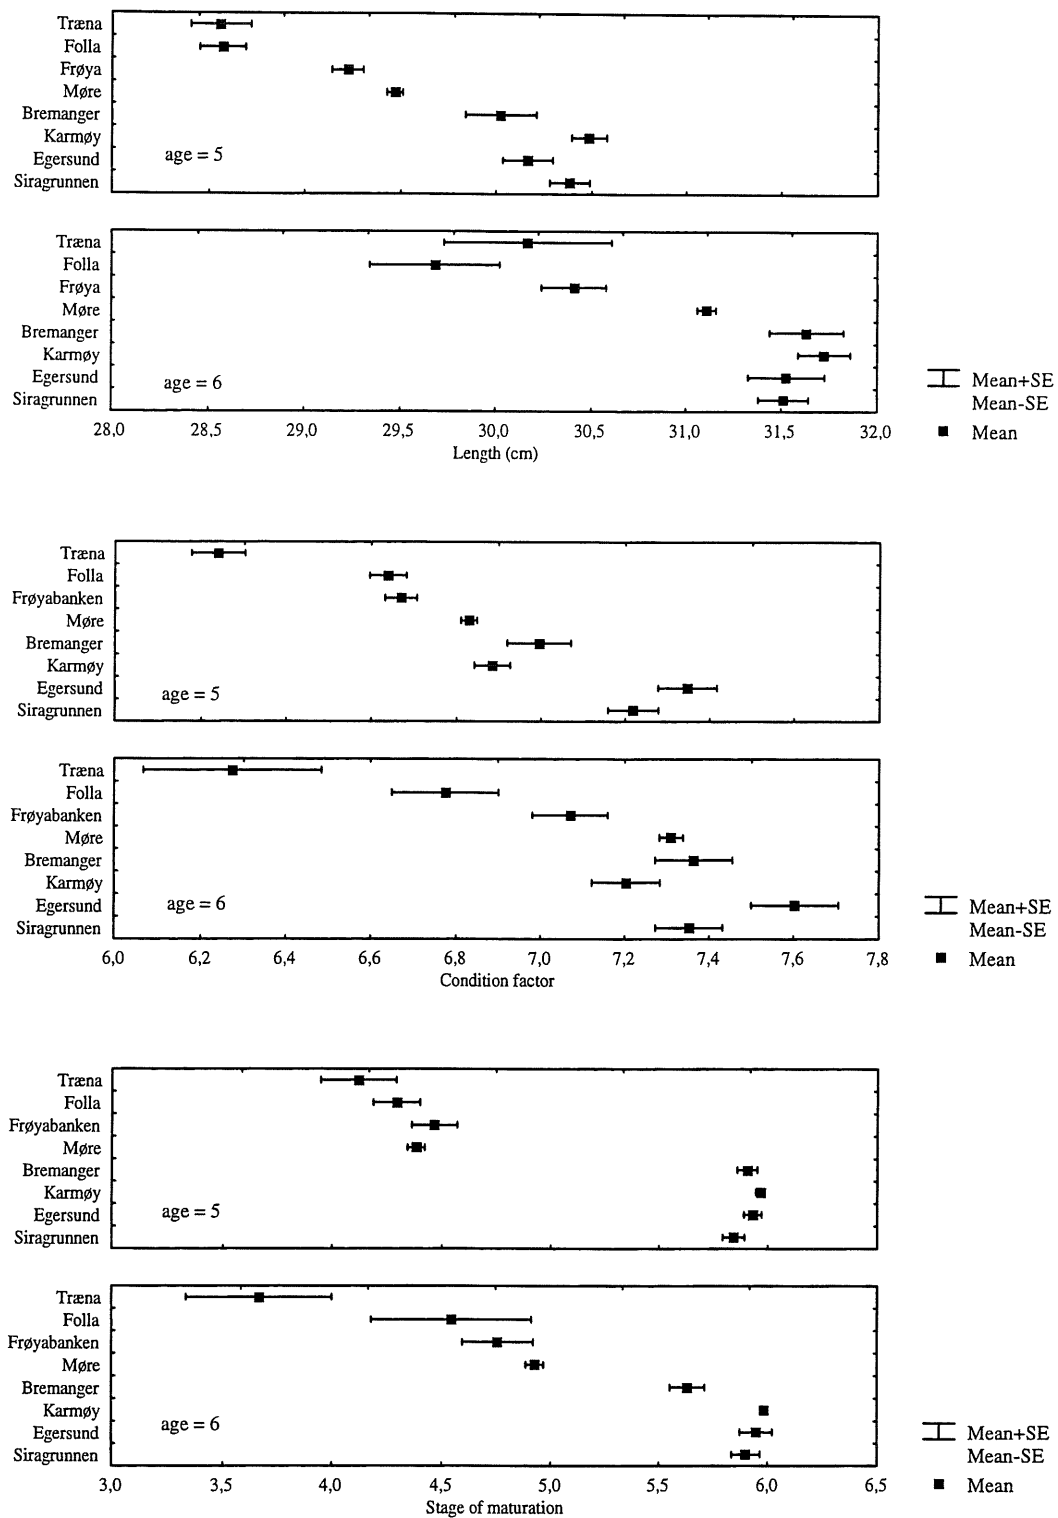 Træna
Folla
Frøya
Møre
Bremanger
Karmøy
Egersund
Siragrunnen
age = 5
Træna
Folla
Frøya
Møre
Bremanger
Karmøy
Egersund
Siragrunnen
age = 6
28,0 28,5 29,0 29,5 30,0 30,5 31,0 31,5 32,0
Length (cm)
Mean+SE
Mean-SE
Mean
Træna
Folla
Frøyabanken
Møre
Bremanger
Karmøy
Egersund
Siragrunnen
age = 5
Træna
Folla
Frøyabanken
Møre
Bremanger
Karmøy
Egersund
Siragrunnen
age = 6
6,0 6,2 6,4 6,6 6,8 7,0 7,2 7,4 7,6 7,8
Condition factor
Mean+SE
Mean-SE
Mean
Træna
Folla
Frøyabanken
Møre
Bremanger
Karmøy
Egersund
Siragrunnen
age = 5
Træna
Folla
Frøyabanken
Møre
Bremanger
Karmøy
Egersund
Siragrunnen
age = 6
3,0 4,0 4,5 5,0 5,5 6,0 6,5
Stage of maturation
Mean+SE
Mean-SE
Mean